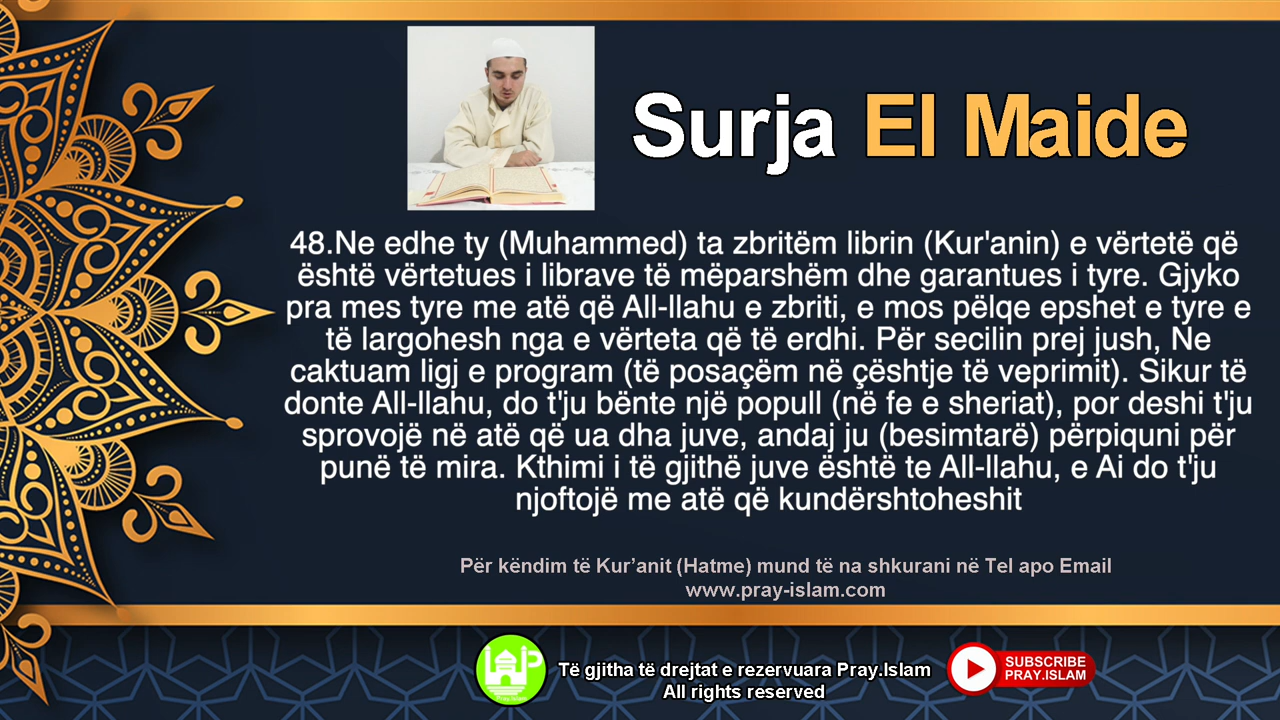 Surja El Maide
48.Ne edhe ty (Muhammed) ta zbritëm librin (Kur'anin) e vërtetë që
është vërtetues i librave të mëparshëm dhe garantues i tyre. Gjyko
pra mes tyre me atë që All-llahu e zbriti, e mos pëlqe epshet e tyre e
të largohesh nga e vërteta që të erdhi. Për secilin prej jush, Ne
caktuam ligj e program (të posaçëm në çështje të veprimit). Sikur të
donte All-llahu, do t'ju bënte një popull (në fe e sheriat), por deshi t'ju
sprovojë në atë që ua dha juve, andaj ju (besimtarë) përpiquni për
punë të mira. Kthimi i të gjithë juve është te All-llahu, e Ai do t'ju
njoftojë me atë që kundërshtoheshit
Për këndim të Kur’anit (Hatme) mund të na shkurani në Tel apo Email
www.pray-islam.com
Pray Islam
Të gjitha të drejtat e rezervuara Pray.Islam
All rights reserved
SUBSCRIBE
PRAY.ISLAM